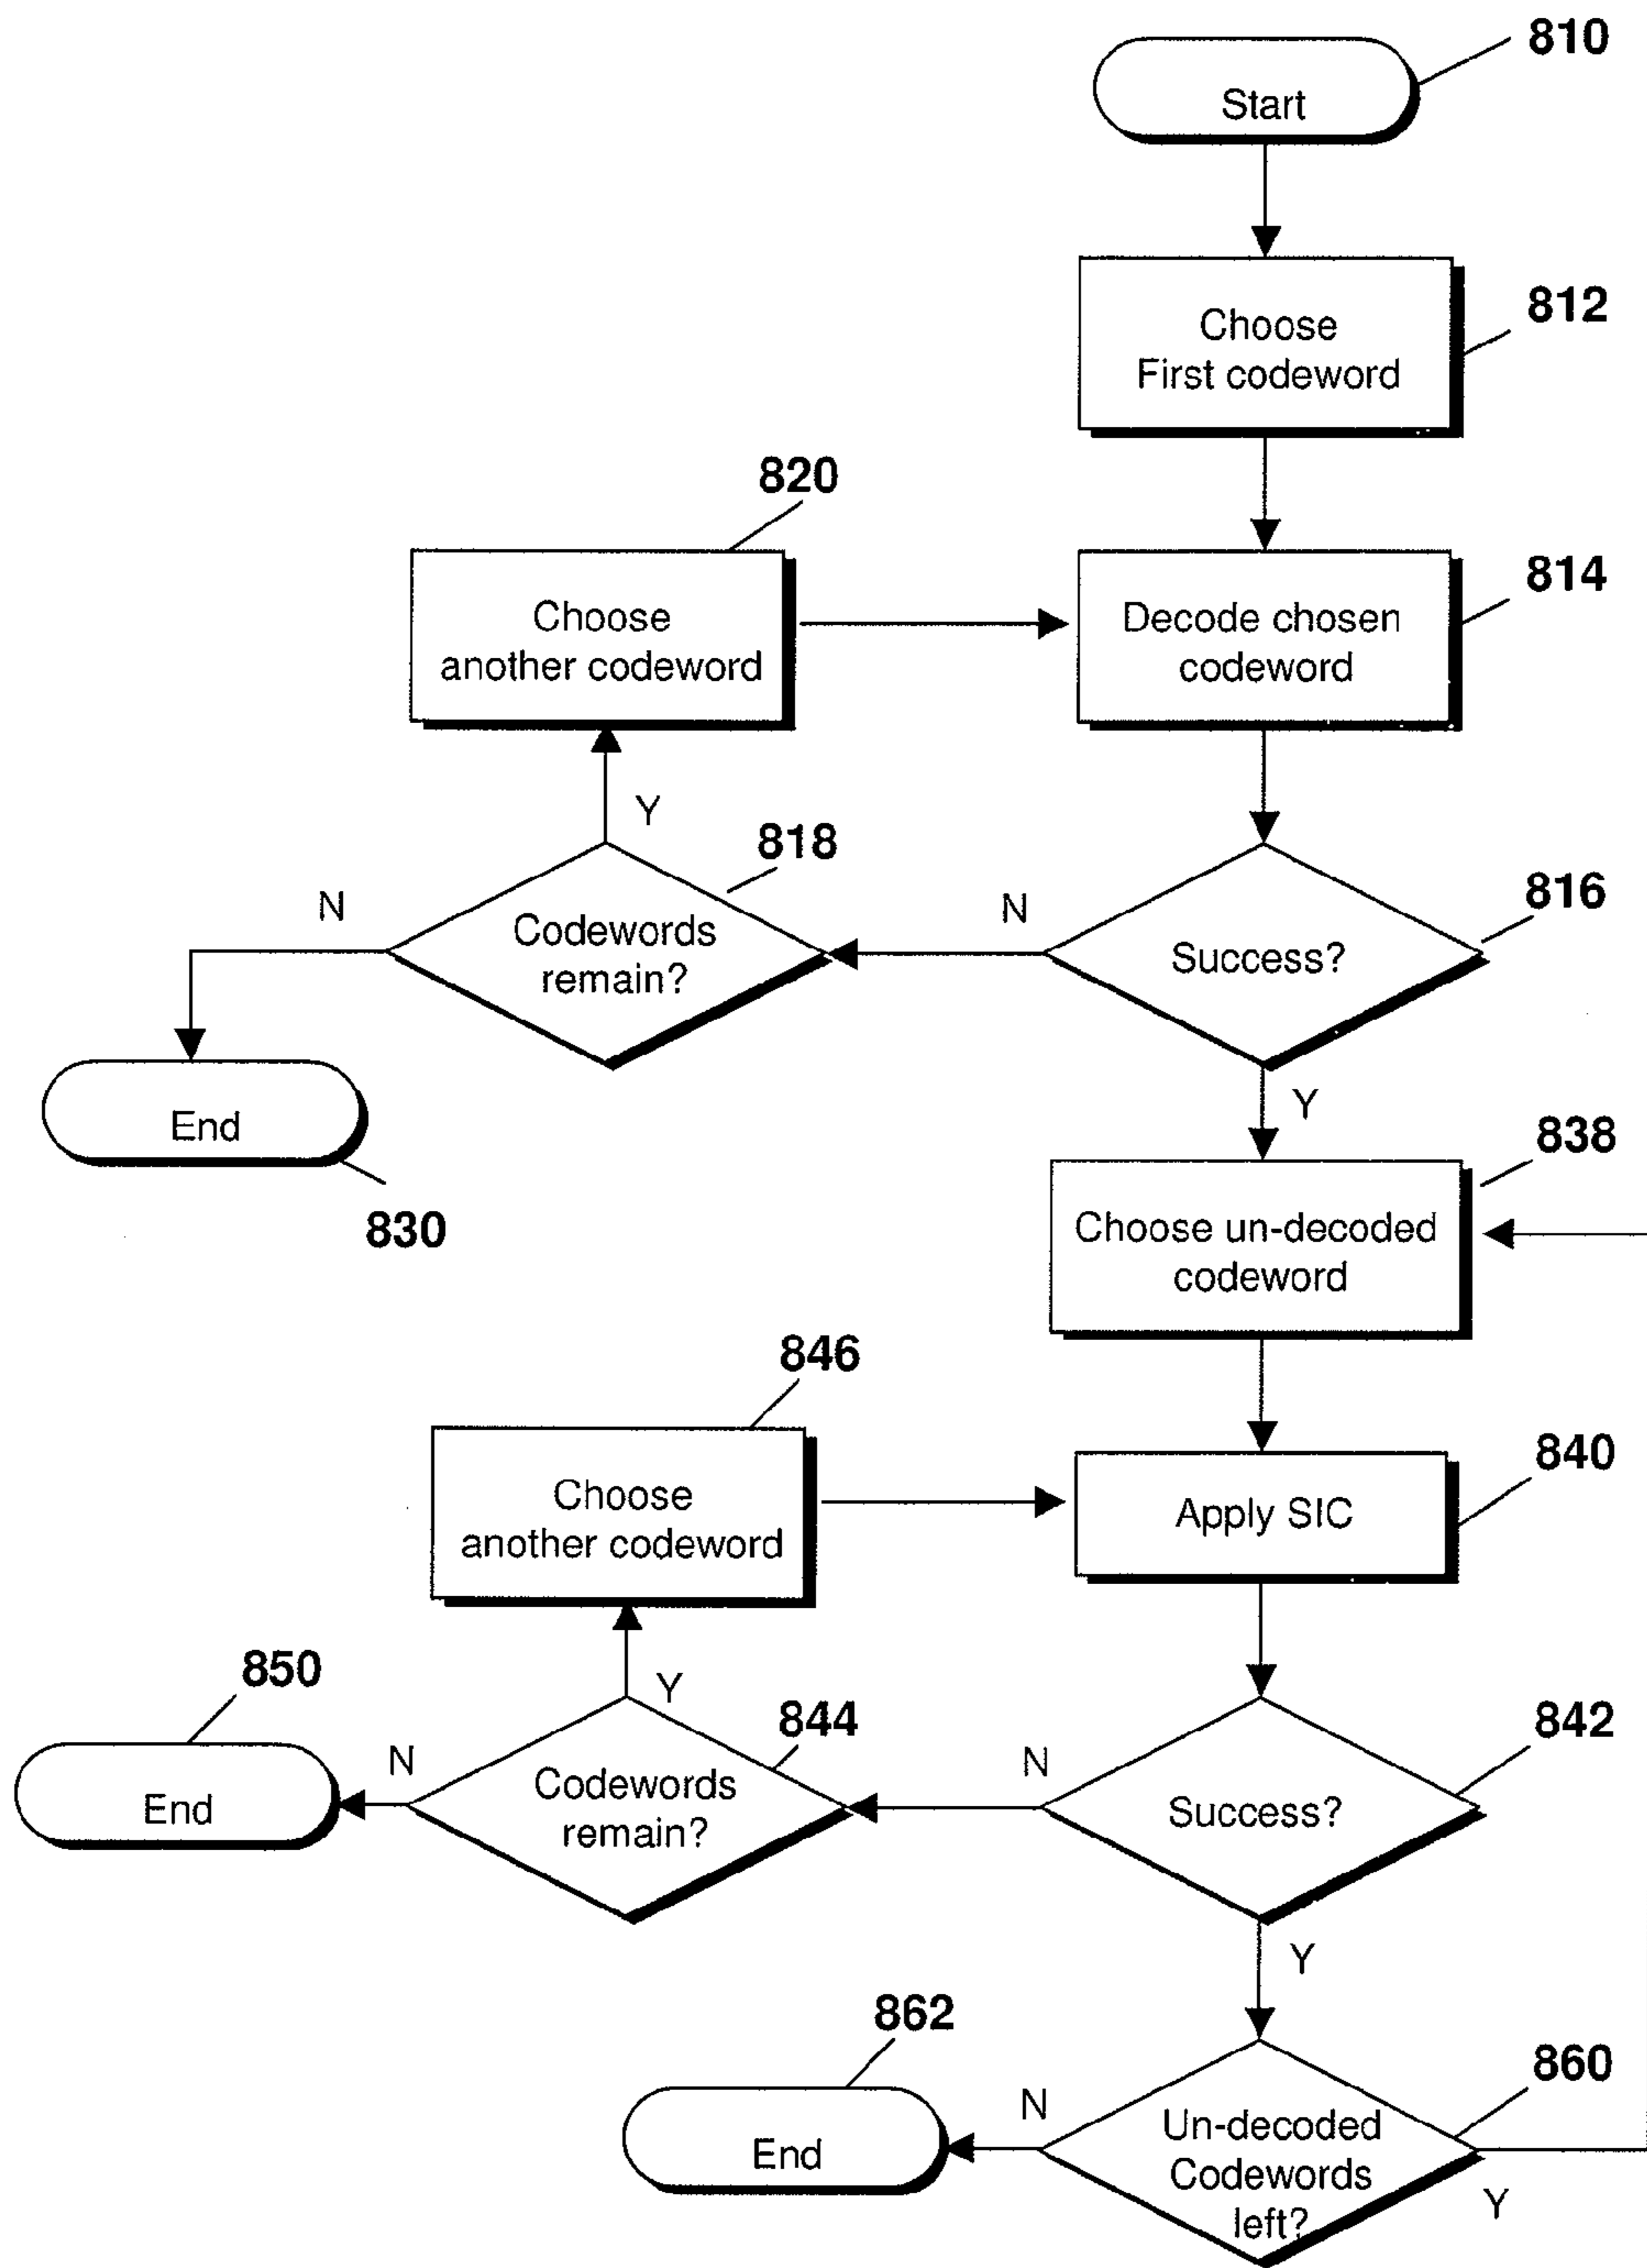 810
Start
812
Choose
First codeword
820
814
Choose
another codeword
Decode chosen
codeword
Y
818
816
N
Codewords
remain?
N
Success?
End
830
Y
838
Choose un-decoded
codeword
846
840
Choose
another codeword
Apply SIC
850
Y
844
842
End
N
Codewords
remain?
N
Success?
Y
862
860
End
N
Un-decoded
Codewords
left?
Y